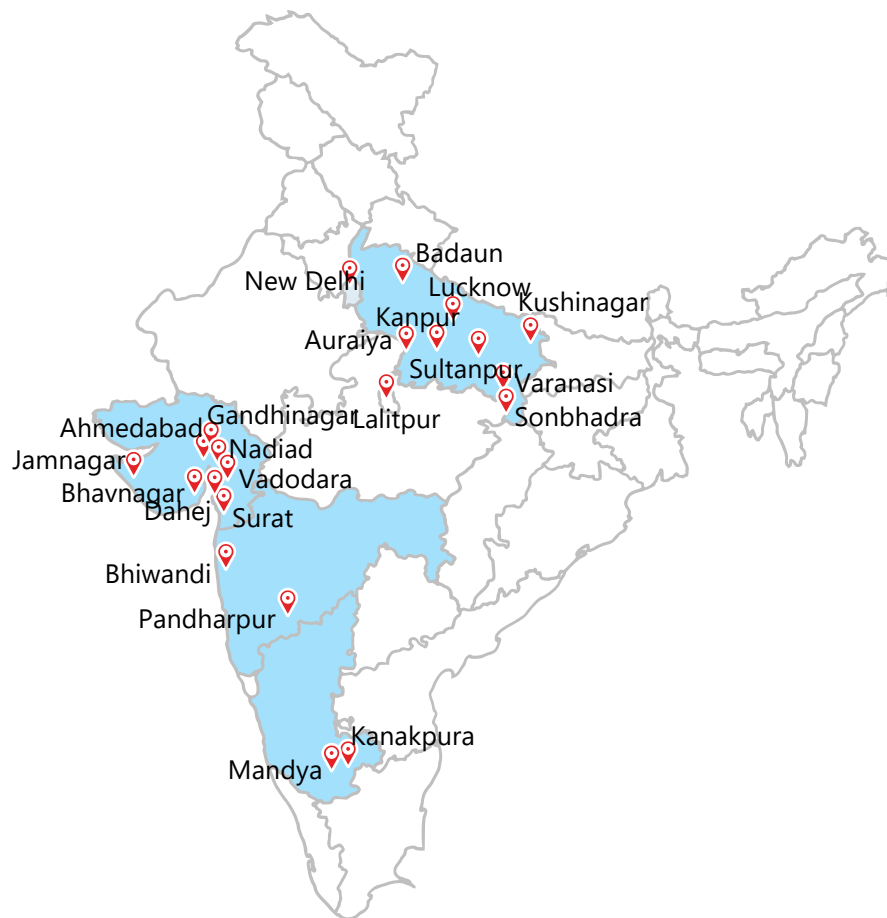 Badaun
New Delhi
Lucknow
Kushinagar
Kanpur
Auraiya
Sultanpur
Varanasi
Lalitpur
Sonbhadra
Gandhinagar
Ahmedabad
Nadiad
Jamnagar
Vadodara
Bhavnagar
Dahej
Surat
Bhiwandi
Pandharpur
Kanakpura
Mandya